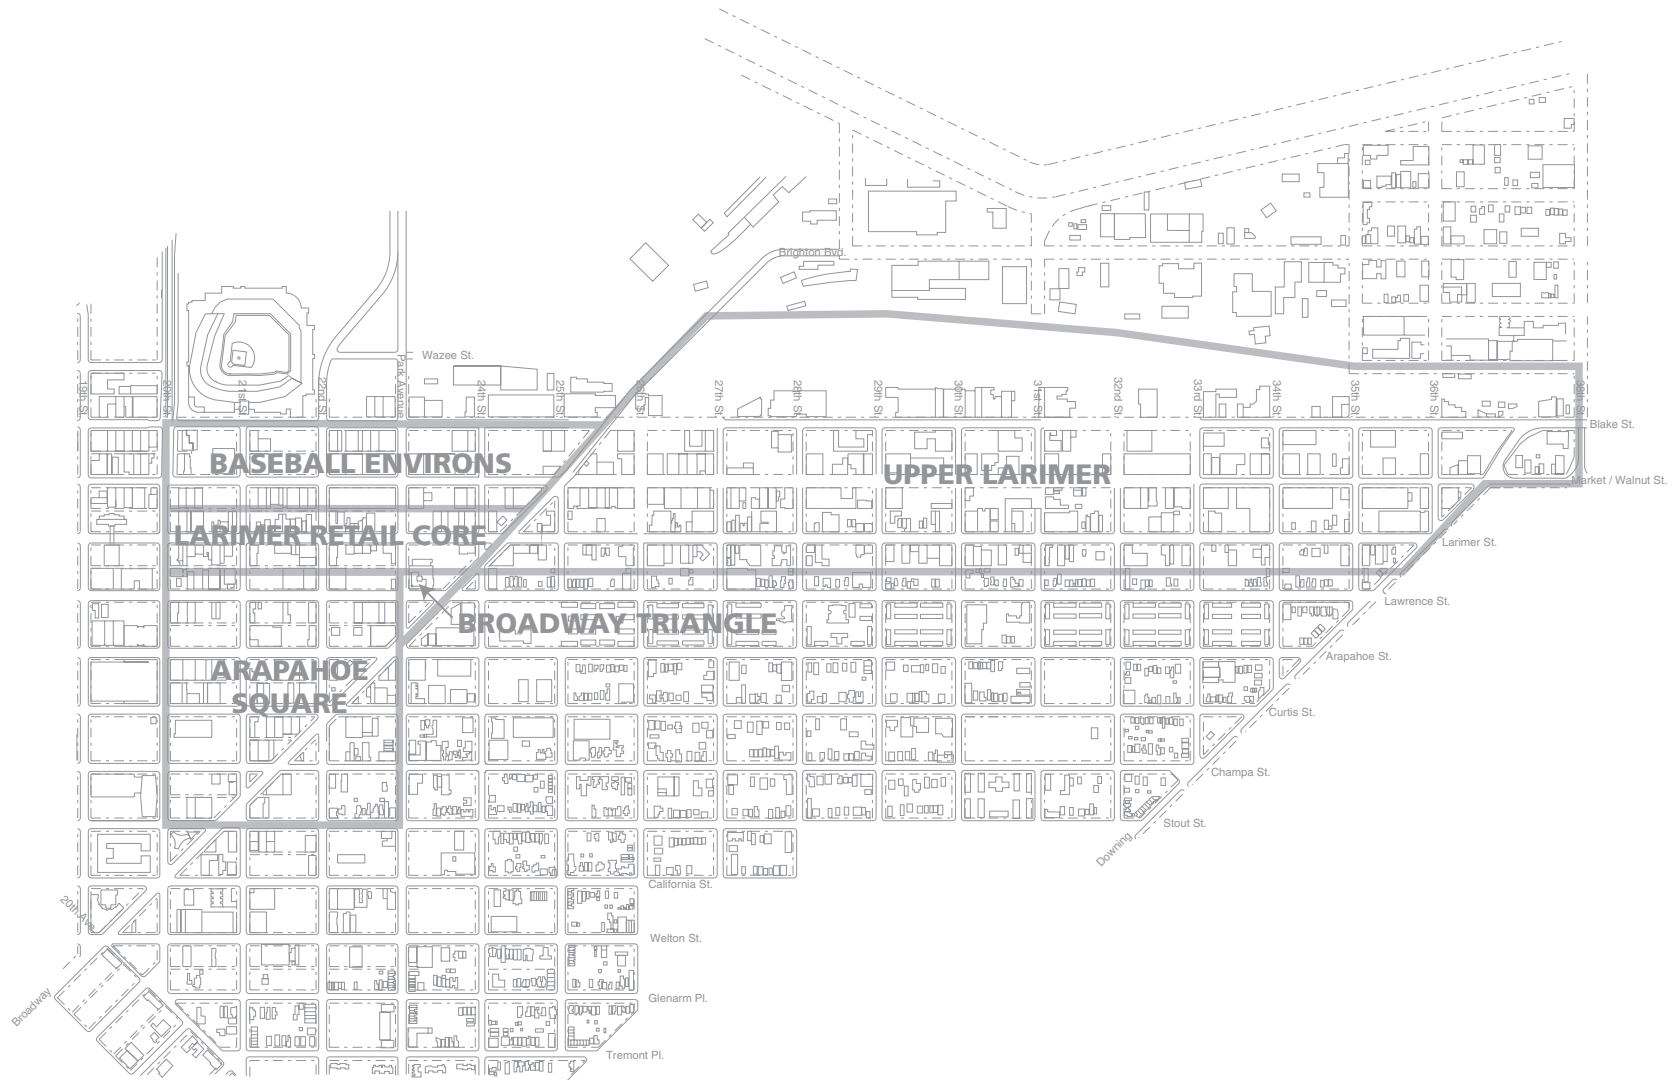 Brighton Blvd.
Wazee St.
19th St.
20th St.
21st St.
22nd St.
Park Avenue
24th St.
25th St.
26th St.
27th St.
28th St.
29th St.
30th St.
31st St.
32nd St.
33rd St.
34th St.
35th St.
36th St.
38th St.
Blake St.
BASEBALL ENVIRONS
UPPER LARIMER
Market / Walnut St.
LARIMER RETAIL CORE
Larimer St.
Lawrence St.
BROADWAY TRIANGLE
Arapahoe St.
ARAPAHOE
SQUARE
Curtis St.
Champa St.
Stout St.
Downing
California St.
20th Ave.
Welton St.
Broadway
Glenarm Pl.
Tremont Pl.